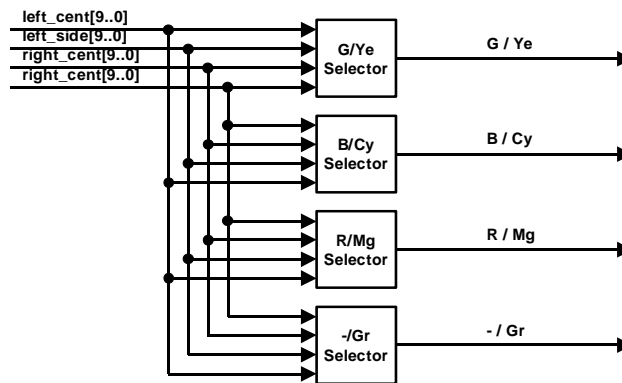 left_cent[9..0]
left_side[9..0]
right_cent[9..0]
right_cent[9..0]
G/Ye
Selector
G / Ye
B/Cy
Selector
B / Cy
R/Mg
Selector
R / Mg
-/Gr
Selector
- / Gr